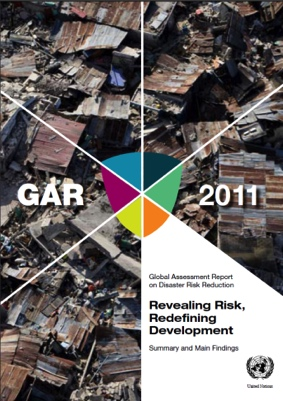 GAR 2011
Global Assessment Report
on Disaster Risk Reduction
Revealing Risk,
Redefining
Development
Summary and Main Findings
United Nations